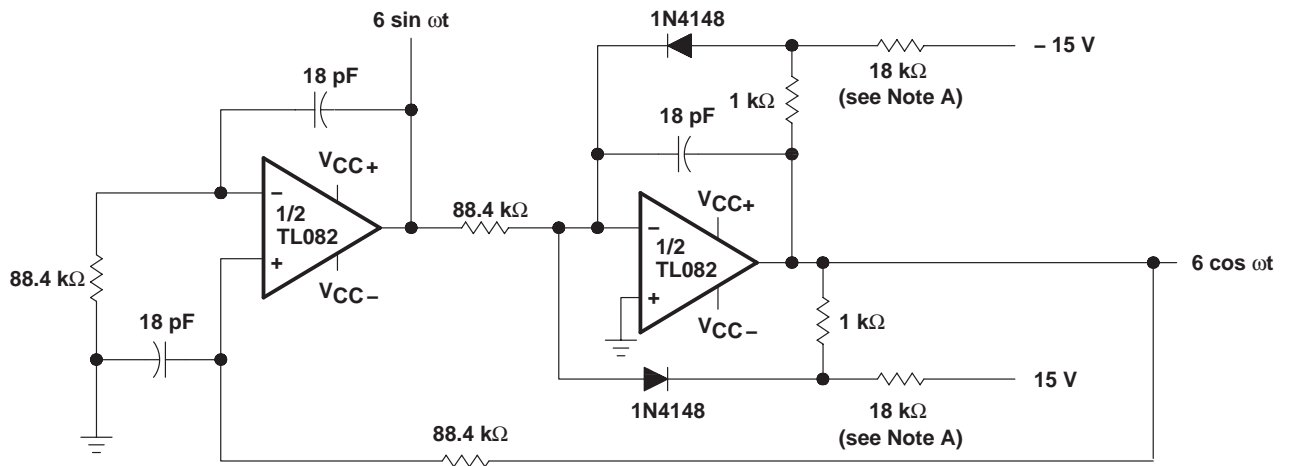 6 sin ωt
1N4148
– 15 V
18 pF
18 kΩ
(see Note A)
1 kΩ
18 pF
VCC+
–
1/2
TL082
+
VCC–
88.4 kΩ
VCC+
–
1/2
TL082
+
VCC–
6 cos ωt
88.4 kΩ
18 pF
1 kΩ
15 V
1N4148
18 kΩ
(see Note A)
88.4 kΩ